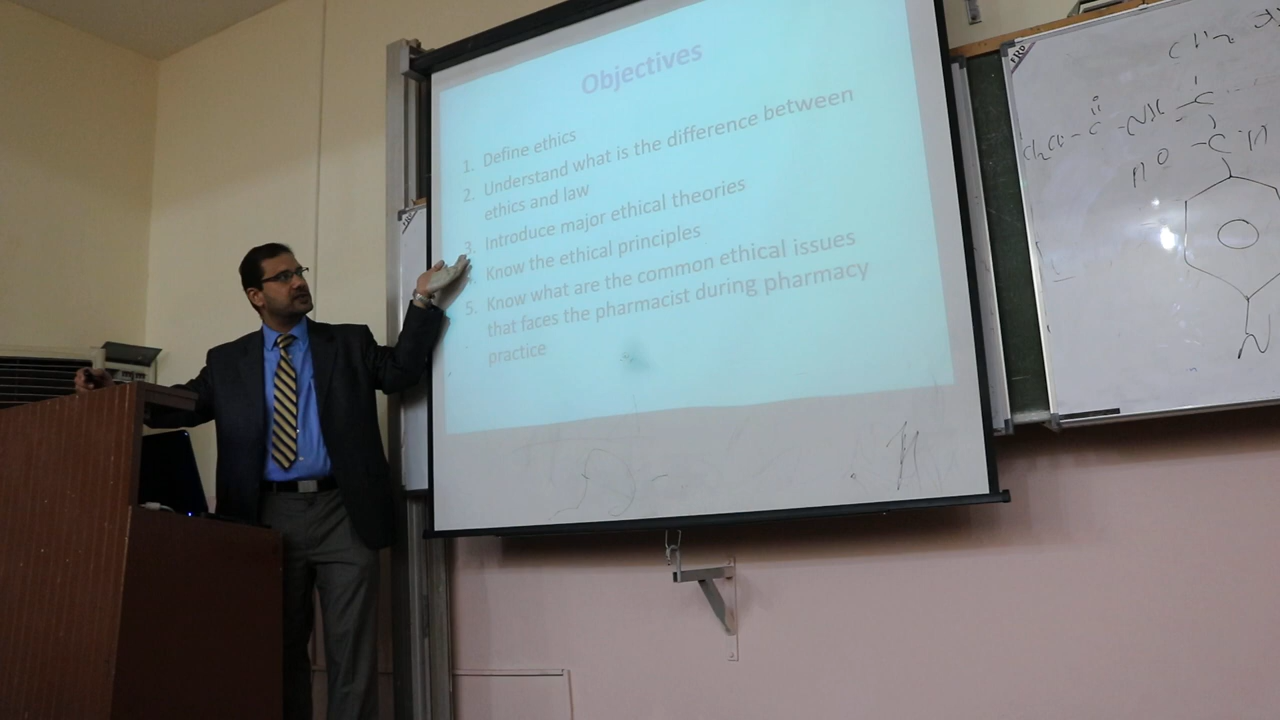 Objectives
1. Define ethics
2. Understand what is the difference between
ethics and law
3. Introduce major ethical theories
Know the ethical principles
5. Know what are the common ethical issues
that faces the pharmacist during pharmacy
practice
CH₂
N